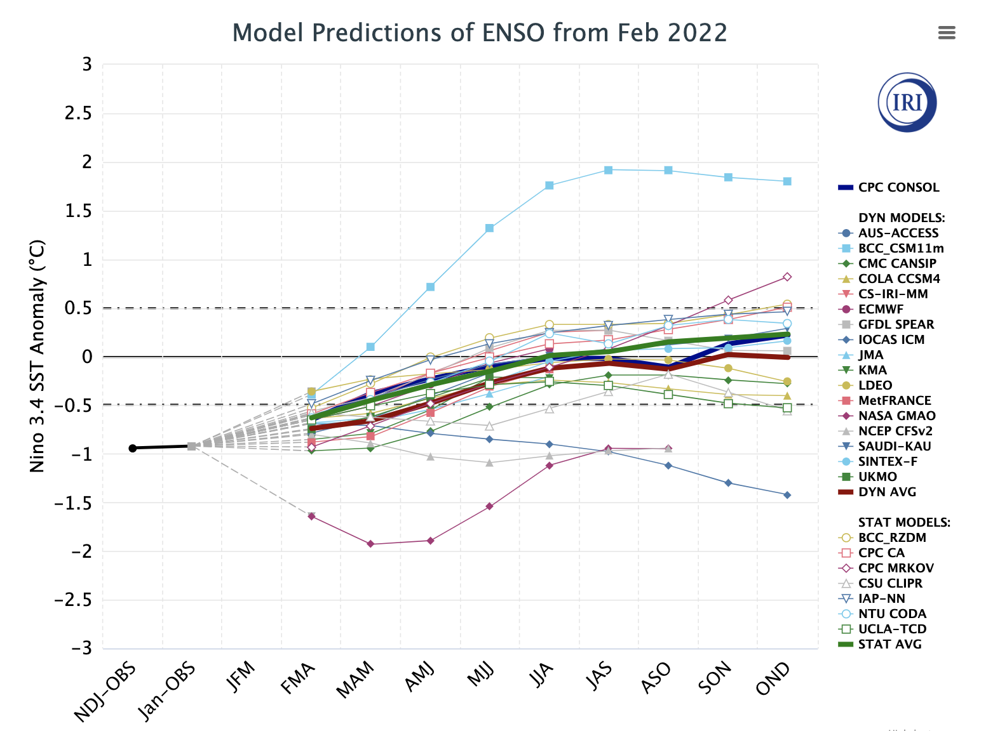 Model Predictions of ENSO from Feb 2022
Nino 3.4 SST Anomaly (°C)
3
2.5
2
1.5
1
0.5
0
−0.5
−1
−1.5
−2
−2.5
−3
NDJ−OBS
Jan−OBS
JFM
FMA
MAM
AMJ
MJJ
JJA
JAS
ASO
SON
OND
IRI
CPC CONSOL
DYN MODELS:
AUS−ACCESS
BCC_CSM11m
CMC CANSIP
COLA CCSM4
CS−IRI−MM
ECMWF
GFDL SPEAR
IOCAS ICM
JMA
KMA
LDEO
MetFRANCE
NASA GMAO
NCEP CFSv2
SAUDI−KAU
SINTEX−F
UKMO
DYN AVG
STAT MODELS:
BCC_RZDM
CPC CA
CPC MRKOV
CSU CLIPR
IAP−NN
NTU CODA
UCLA−TCD
STAT AVG